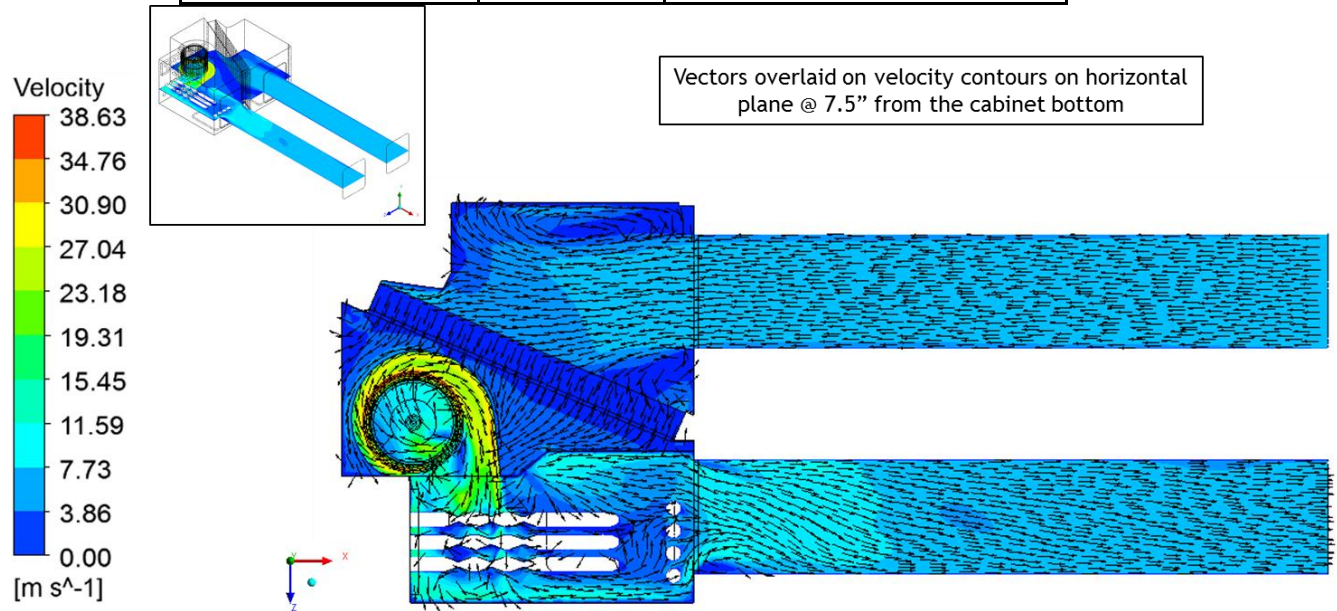 Vectors overlaid on velocity contours on horizontal
plane @ 7.5” from the cabinet bottom
Velocity
38.63
34.76
30.90
27.04
23.18
19.31
15.45
11.59
7.73
3.86
0.00
[m s^-1]
Y
X
Z